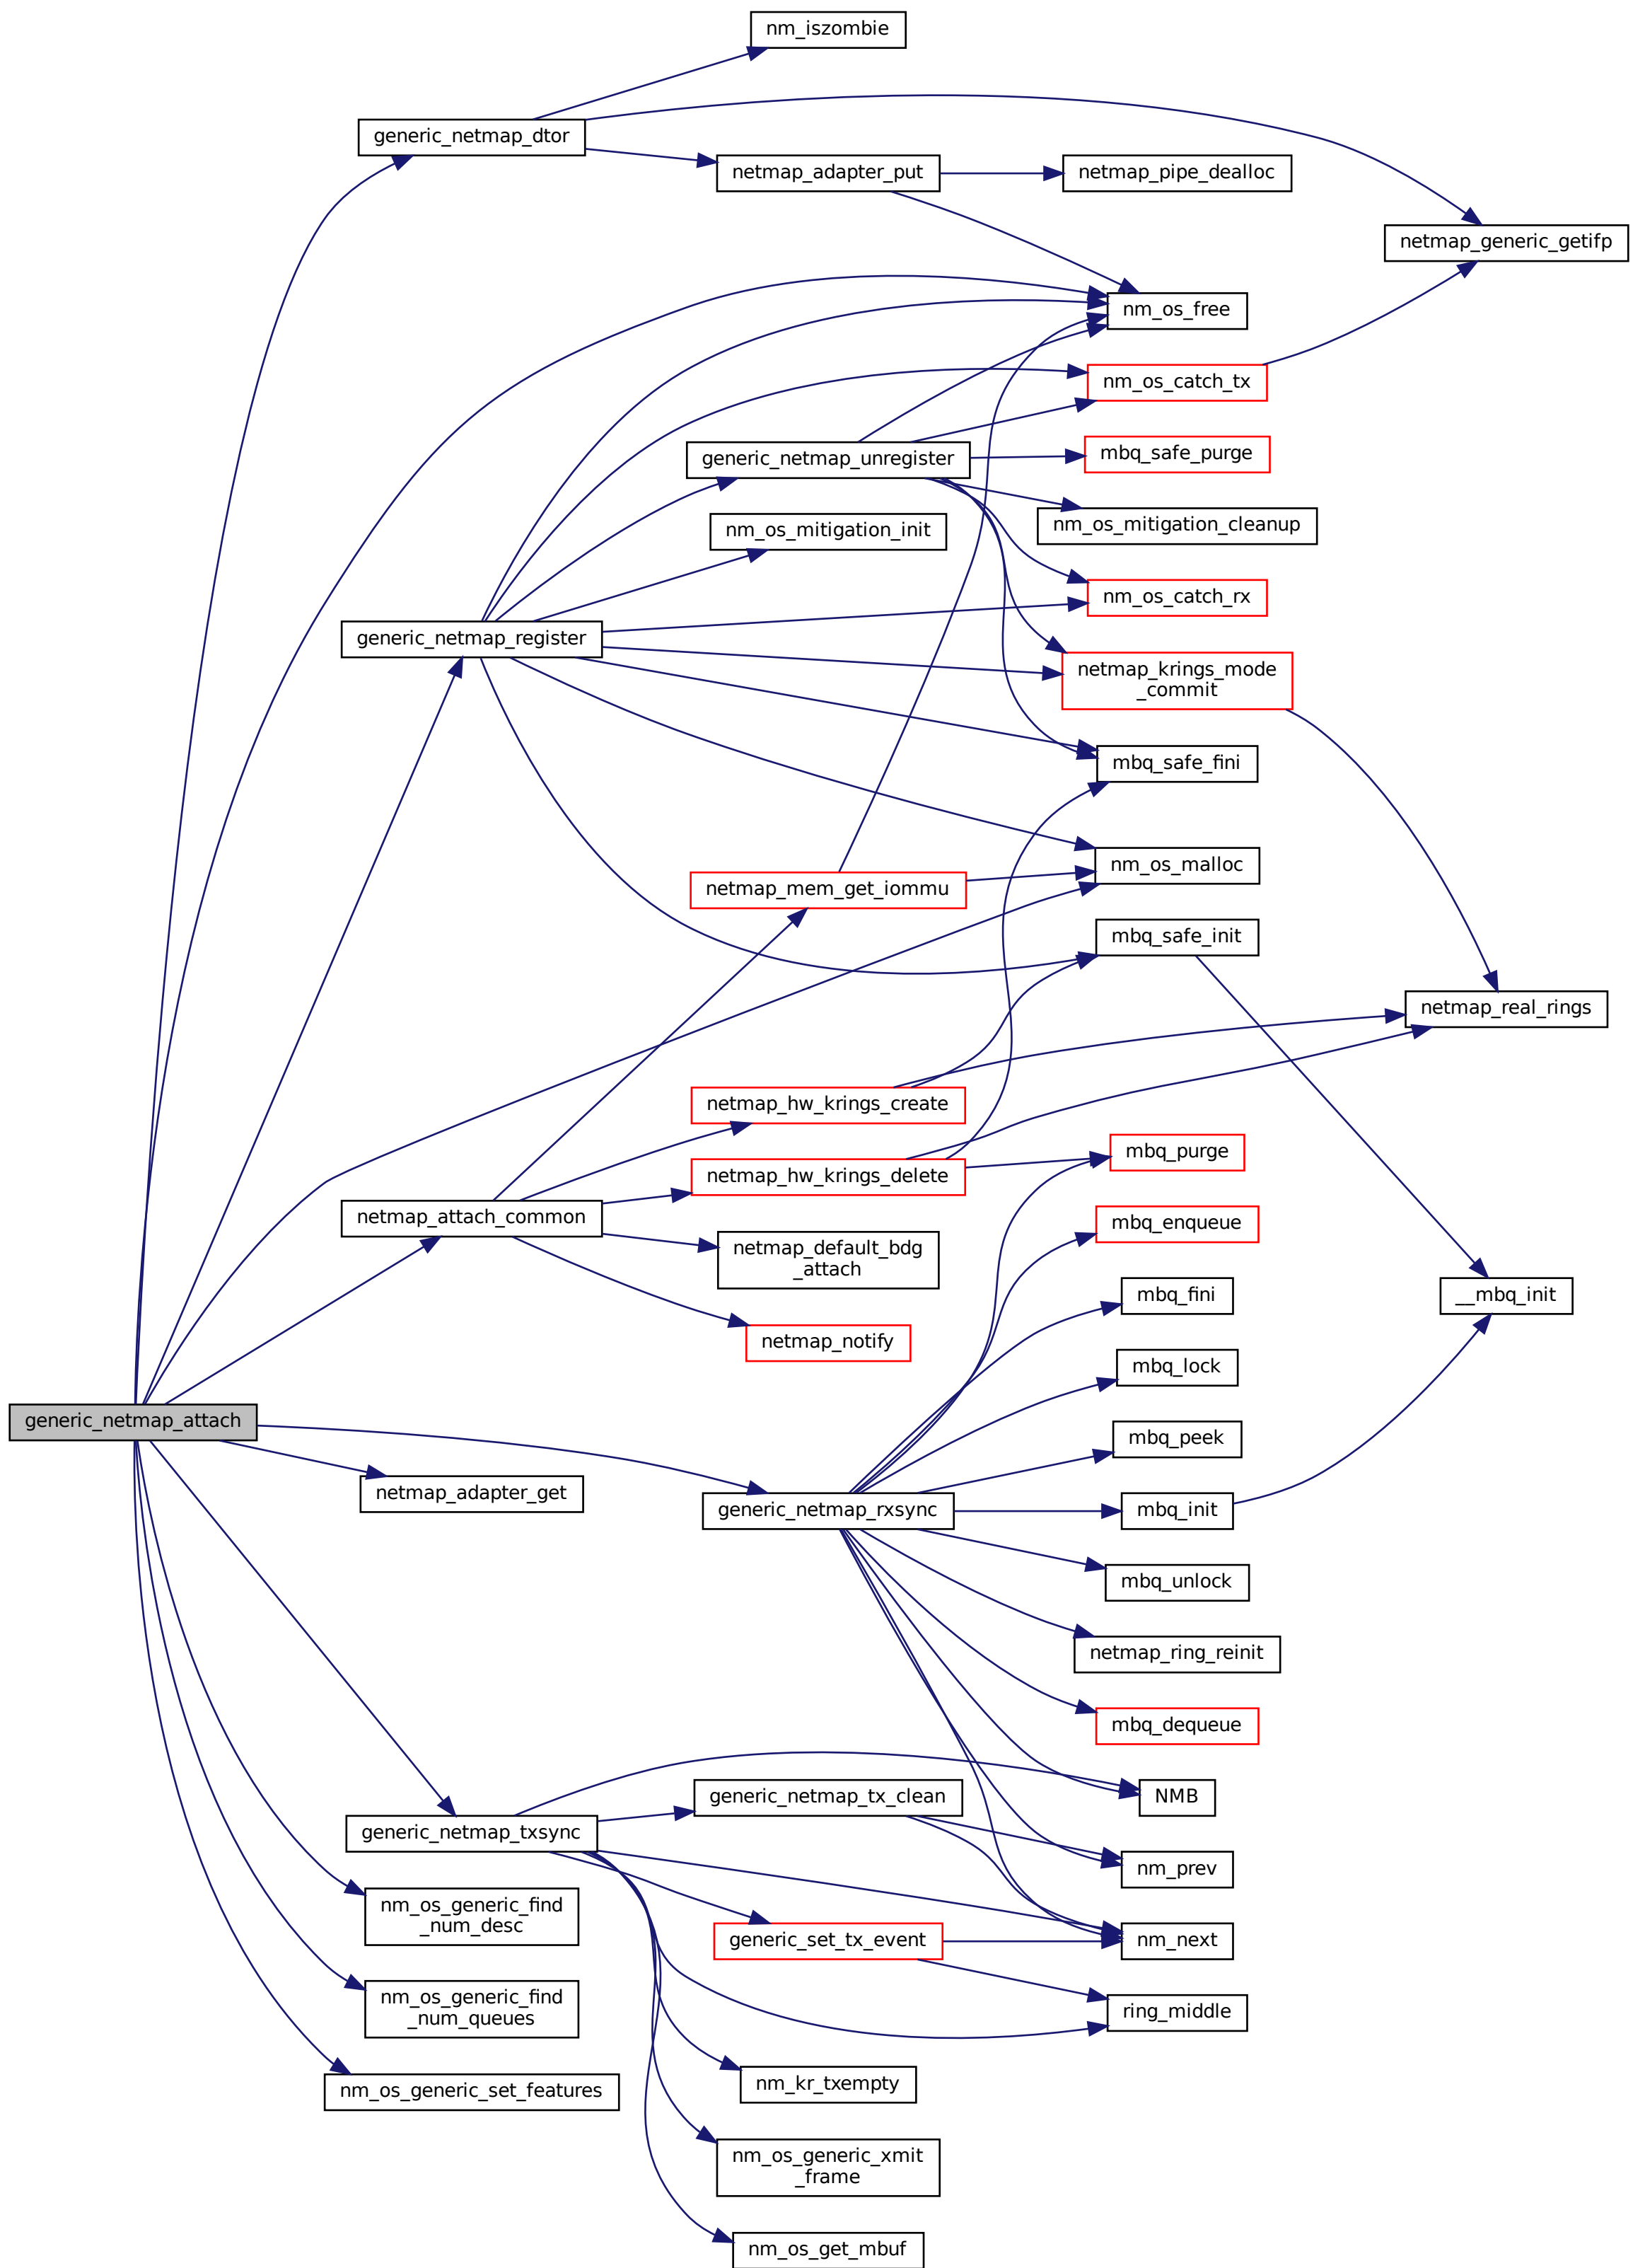 nm_iszombie
generic_netmap_dtor
netmap_adapter_put
netmap_pipe_dealloc
netmap_generic_getifp
nm_os_free
nm_os_catch_tx
generic_netmap_unregister
mbq_safe_purge
nm_os_mitigation_init
nm_os_mitigation_cleanup
nm_os_catch_rx
generic_netmap_register
netmap_krings_mode
_commit
mbq_safe_fini
nm_os_malloc
netmap_mem_get_iommu
mbq_safe_init
netmap_real_rings
netmap_hw_krings_create
mbq_purge
netmap_hw_krings_delete
netmap_attach_common
mbq_enqueue
netmap_default_bdg
_attach
mbq_fini
__mbq_init
netmap_notify
mbq_lock
generic_netmap_attach
mbq_peek
netmap_adapter_get
generic_netmap_rxsync
mbq_init
mbq_unlock
netmap_ring_reinit
mbq_dequeue
NMB
generic_netmap_tx_clean
generic_netmap_txsync
nm_prev
nm_os_generic_find
_num_desc
generic_set_tx_event
nm_next
nm_os_generic_find
_num_queues
ring_middle
nm_kr_txempty
nm_os_generic_set_features
nm_os_generic_xmit
_frame
nm_os_get_mbuf